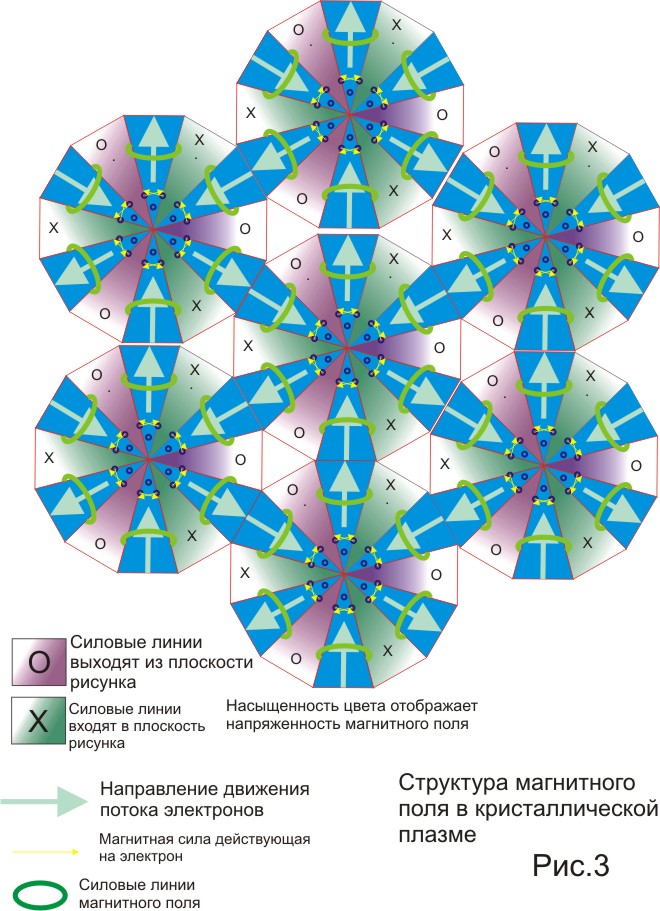 O X
X O
O X
O X
X O
O X
O X
X O
O X
O X
X O
O X
O X
X O
O X
O X
X O
O X
O X
X O
O X
O
Силовые линии
выходят из плоскости
рисунка
X
Силовые линии
входят в плоскость
рисунка
Насыщенность цвета отображает
напряженность магнитного поля
Направление движения
потока электронов
Магнитная сила действующая
на электрон
Силовые линии
магнитного поля
Структура магнитного
поля в кристаллической
плазме
Рис.3